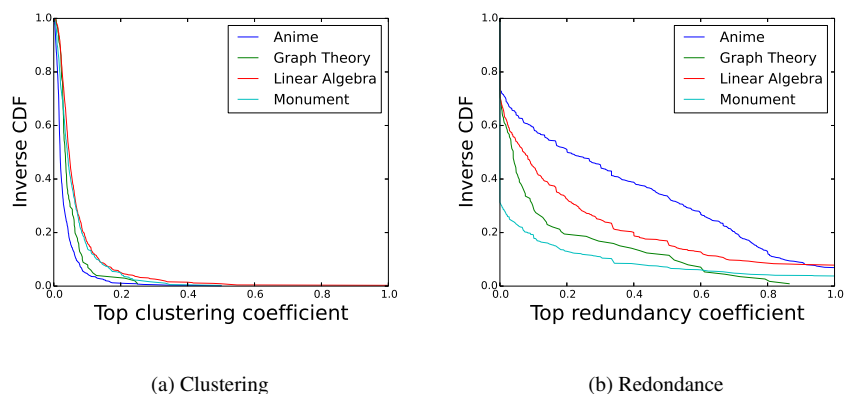 1.0
0.8
0.6
0.4
0.2
0.0
Inverse CDF
Anime
Graph Theory
Linear Algebra
Monument
0.0 0.2 0.4 0.6 0.8 1.0
Top clustering coefficient
(a) Clustering
1.0
0.8
0.6
0.4
0.2
0.0
Inverse CDF
Anime
Graph Theory
Linear Algebra
Monument
0.0 0.2 0.4 0.6 0.8 1.0
Top redundancy coefficient
(b) Redondance